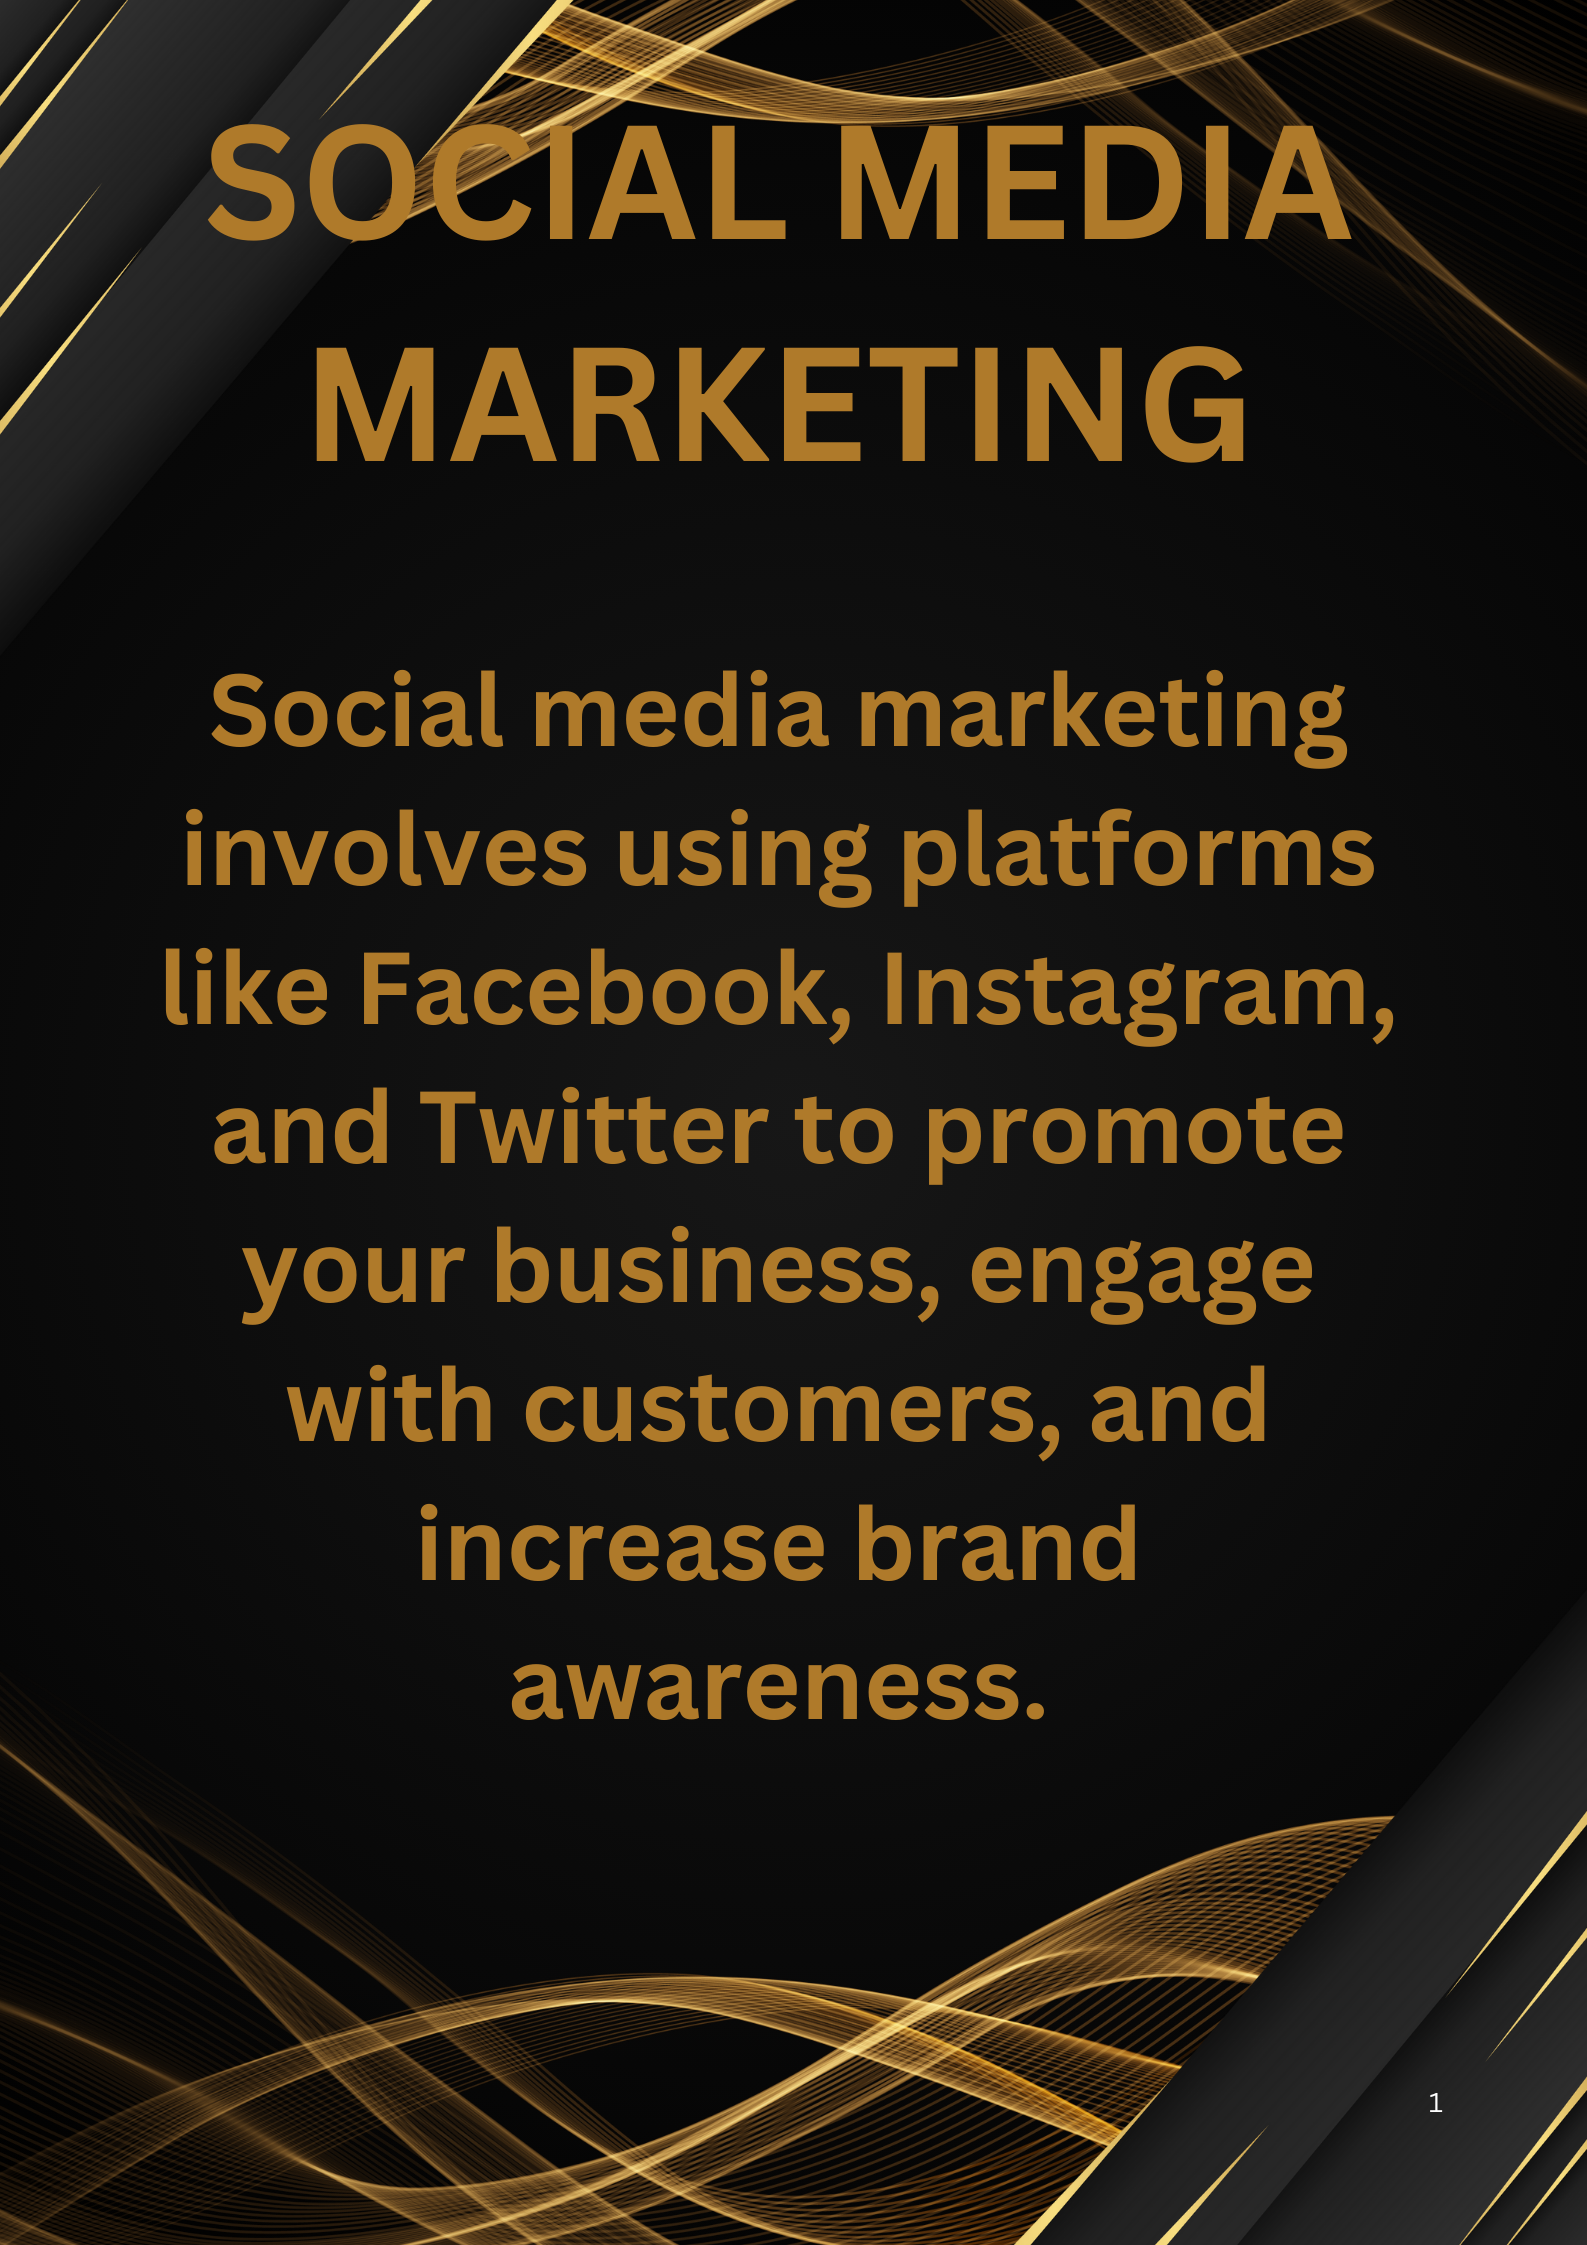 SOCIAL MEDIA
MARKETING
Social media marketing
involves using platforms
like Facebook, Instagram,
and Twitter to promote
your business, engage
with customers, and
increase brand
awareness.
1